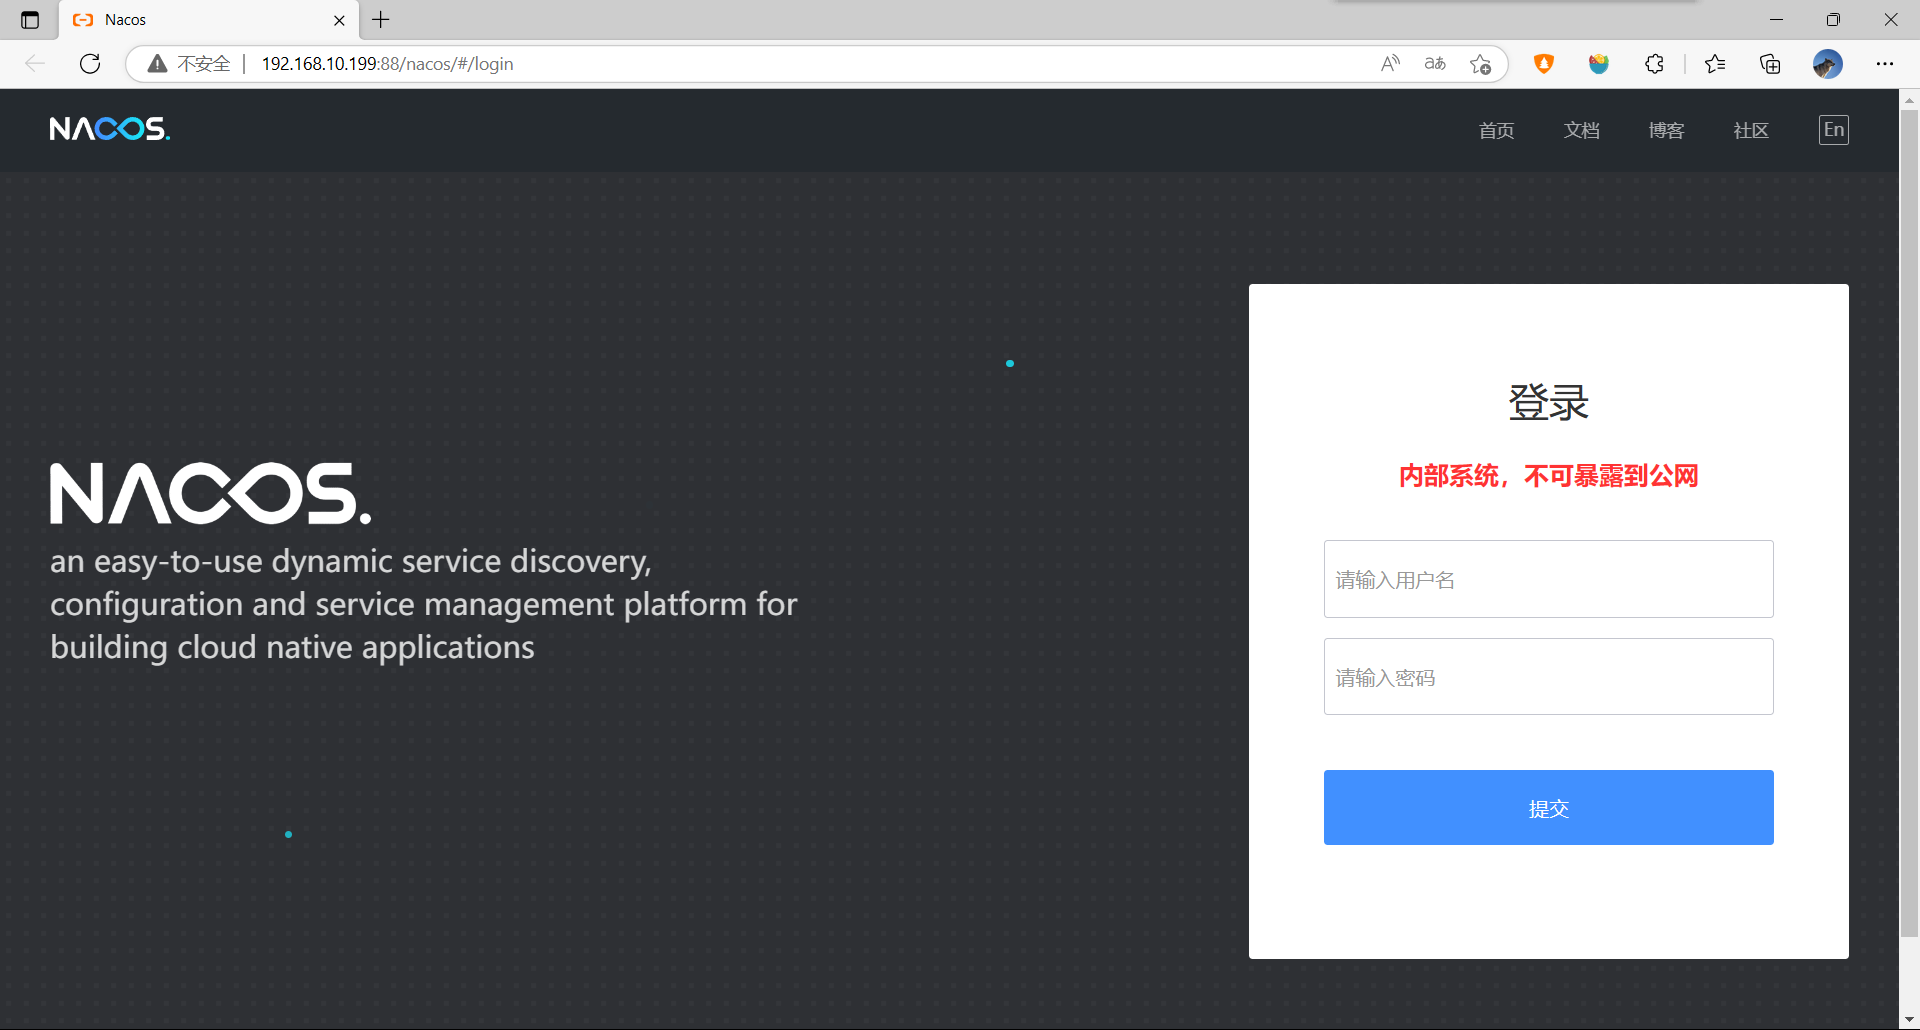 Nacos
不安全 192.168.10.199:88/nacos/#/login
NACOS.
首页 文档 博客 社区 En
登录
内部系统，不可暴露到公网
NACOS.
an easy-to-use dynamic service discovery,
configuration and service management platform for
building cloud native applications
请输入用户名
请输入密码
提交